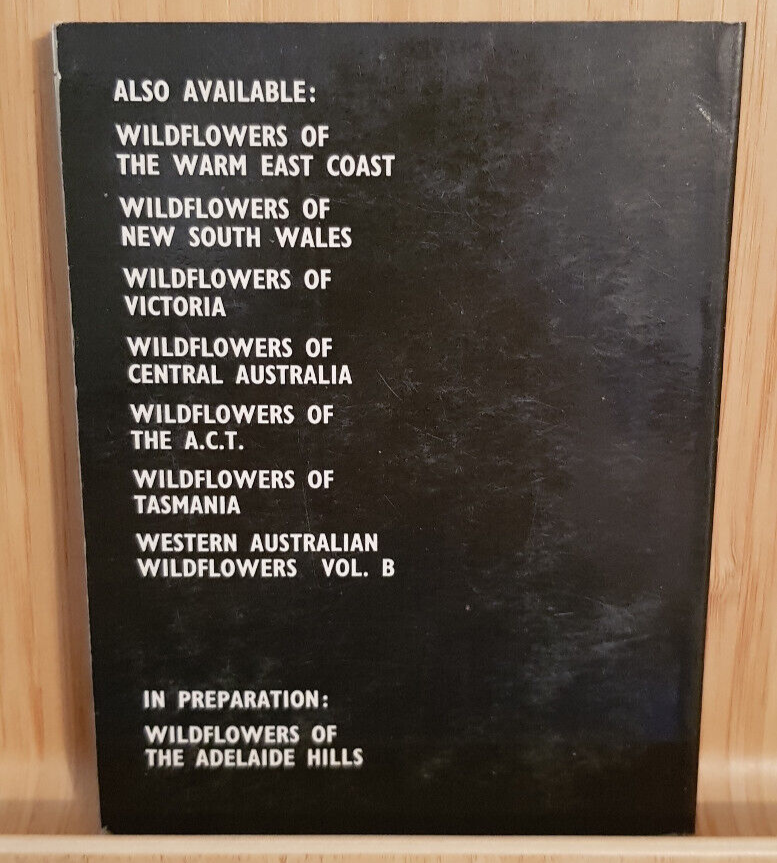 ALSO AVAILABLE:
WILDFLOWERS OF
THE WARM EAST COAST
WILDFLOWERS OF
NEW SOUTH WALES
WILDFLOWERS OF
VICTORIA
WILDFLOWERS OF
CENTRAL AUSTRALIA
WILDFLOWERS OF
THE A.C.T.
WILDFLOWERS OF
TASMANIA
WESTERN AUSTRALIAN
WILDFLOWERS VOL. B
IN PREPARATION:
WILDFLOWERS OF
THE ADELAIDE HILLS